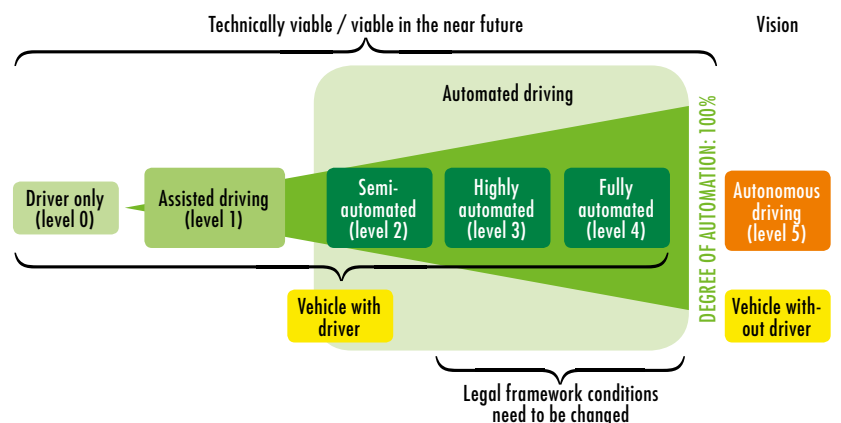 Technically viable / viable in the near future
Vision
Automated driving
DEGREE OF AUTOMATION: 100%
Driver only
(level 0)
Assisted driving
(level 1)
Semi-
automated
(level 2)
Highly
automated
(level 3)
Fully
automated
(level 4)
Autonomous
driving
(level 5)
Vehicle with
driver
Vehicle with-
out driver
Legal framework conditions
need to be changed